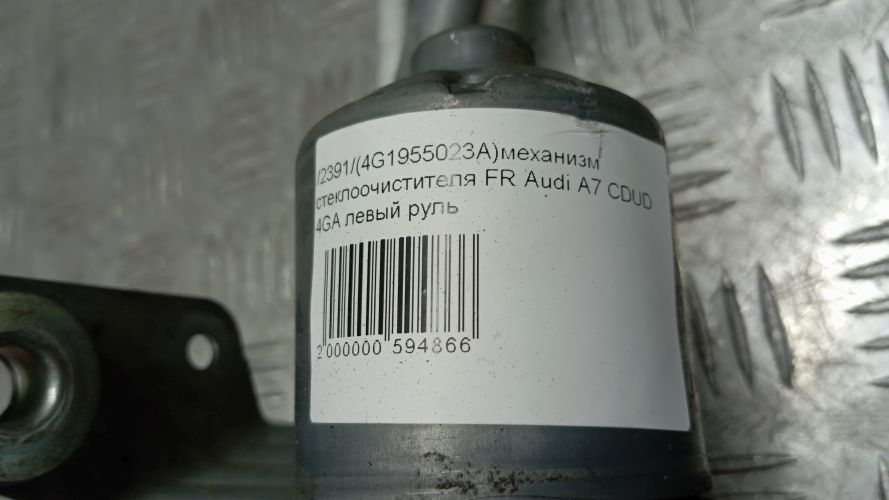 /2391/(4G1955023A)механизм
стеклоочистителя FR Audi A7 CDUD
4GA левый руль
2 000000 594866